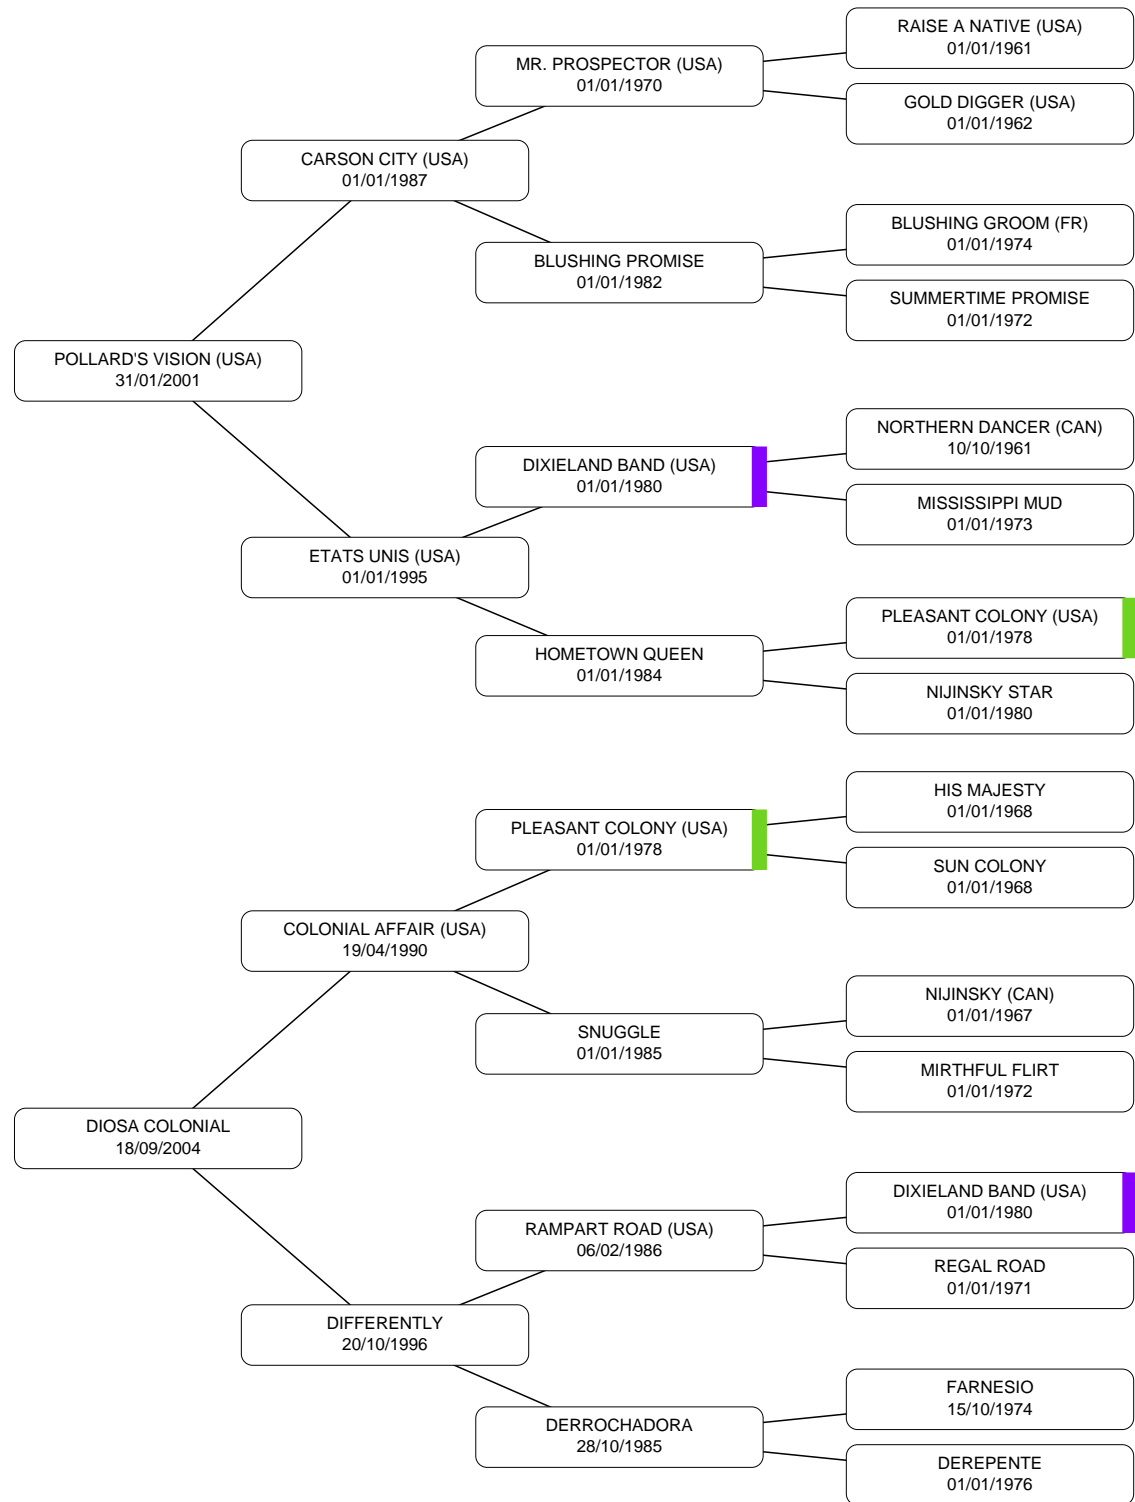 RAISE A NATIVE (USA)
01/01/1961
MR. PROSPECTOR (USA)
01/01/1970
GOLD DIGGER (USA)
01/01/1962
CARSON CITY (USA)
01/01/1987
BLUSHING GROOM (FR)
01/01/1974
BLUSHING PROMISE
01/01/1982
SUMMERTIME PROMISE
01/01/1972
POLLARD'S VISION (USA)
31/01/2001
NORTHERN DANCER (CAN)
10/10/1961
DIXIELAND BAND (USA)
01/01/1980
MISSISSIPPI MUD
01/01/1973
ETATS UNIS (USA)
01/01/1995
PLEASANT COLONY (USA)
01/01/1978
HOMETOWN QUEEN
01/01/1984
NIJINSKY STAR
01/01/1980
HIS MAJESTY
01/01/1968
PLEASANT COLONY (USA)
01/01/1978
SUN COLONY
01/01/1968
COLONIAL AFFAIR (USA)
19/04/1990
NIJINSKY (CAN)
01/01/1967
SNUGGLE
01/01/1985
MIRTHFUL FLIRT
01/01/1972
DIOSA COLONIAL
18/09/2004
DIXIELAND BAND (USA)
01/01/1980
RAMPART ROAD (USA)
06/02/1986
REGAL ROAD
01/01/1971
DIFFERENTLY
20/10/1996
FARNESIO
15/10/1974
DERROCHADORA
28/10/1985
DEREPENTE
01/01/1976